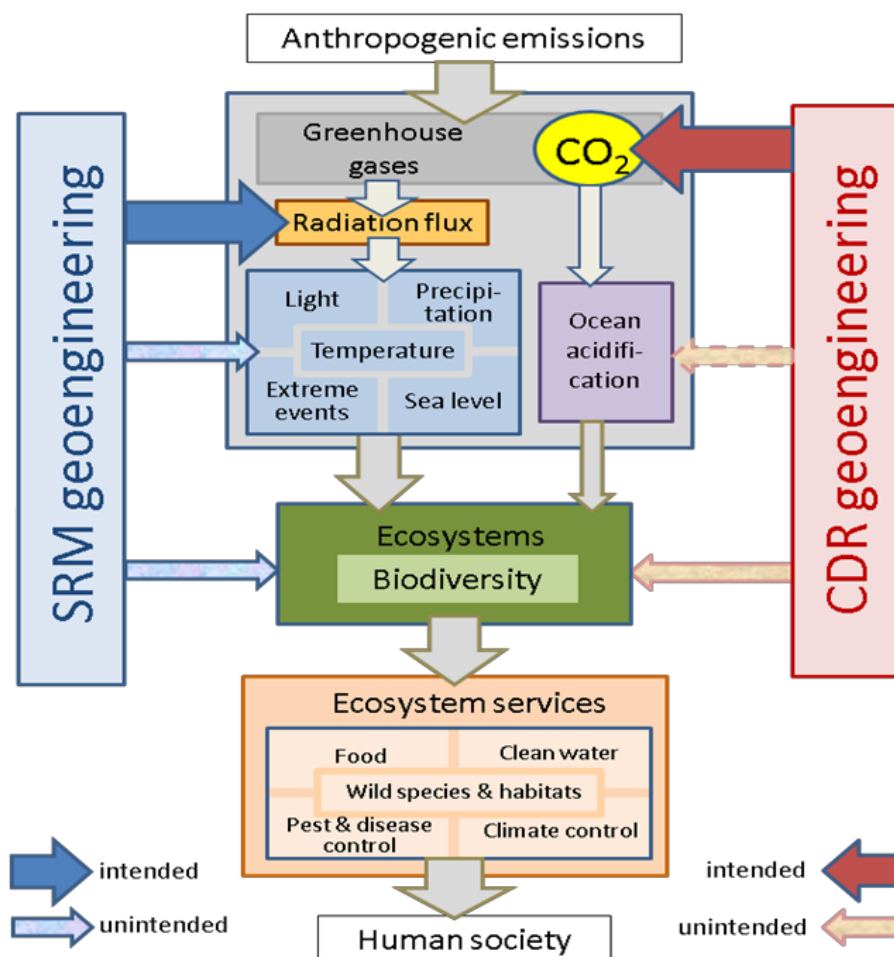 Anthropogenic emissions
SRM geoengineering
CDR geoengineering
Greenhouse
gases
CO₂
Radiation flux
Light
Precipi-
tation
Temperature
Extreme
events
Sea level
Ocean
acidifi-
cation
Ecosystems
Biodiversity
Ecosystem services
Food
Clean water
Wild species & habitats
Pest & disease
control
Climate control
intended
unintended
intended
unintended
Human society